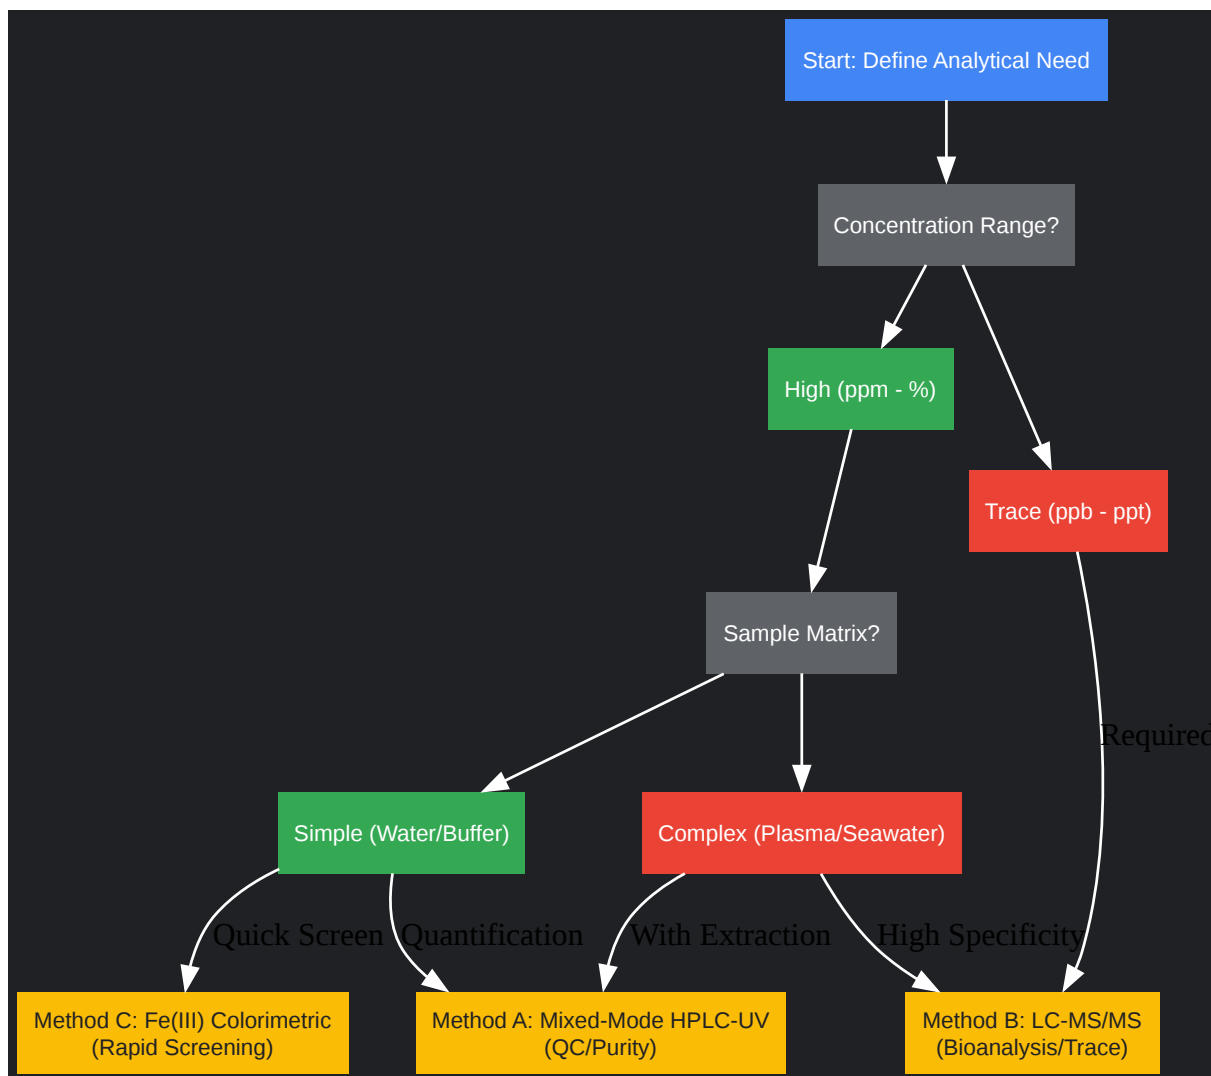 Start: Define Analytical Need
Concentration Range?
High (ppm - %)
Trace (ppb - ppt)
Sample Matrix?
Required
Simple (Water/Buffer)
Complex (Plasma/Seawater)
Quick Screen
Quantification
With Extraction
High Specificity
Method C: Fe(III) Colorimetric
(Rapid Screening)
Method A: Mixed-Mode HPLC-UV
(QC/Purity)
Method B: LC-MS/MS
(Bioanalysis/Trace)